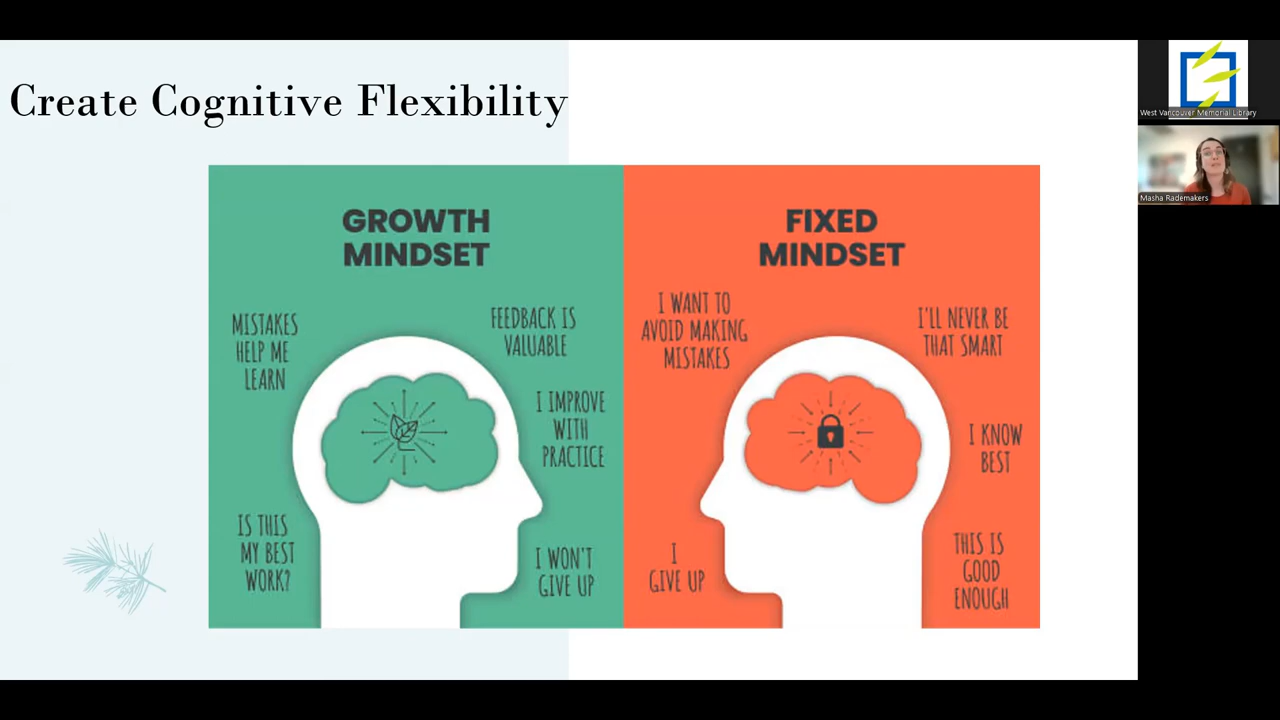 Create Cognitive Flexibility
GROWTH
MINDSET
MISTAKES
HELP ME
LEARN
FEEDBACK IS
VALUABLE
I IMPROVE
WITH
PRACTICE
IS THIS
MY BEST
WORK?
I WON'T
GIVE UP
FIXED
MINDSET
I WANT TO
AVOID MAKING
MISTAKES
I'LL NEVER BE
THAT SMART
I KNOW
BEST
I
GIVE UP
THIS IS
GOOD
ENOUGH
West Vancouver Memorial Library
Masha Rademakers